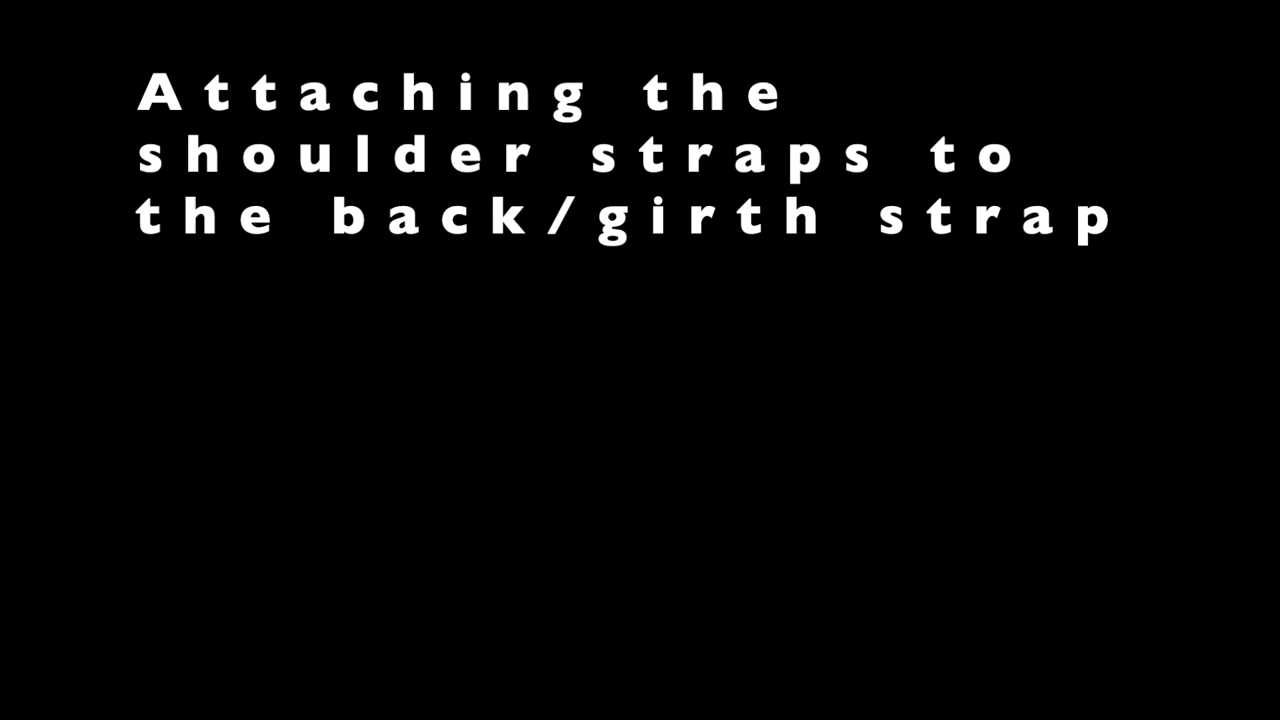 Attaching the
shoulder straps to
the back/girth strap